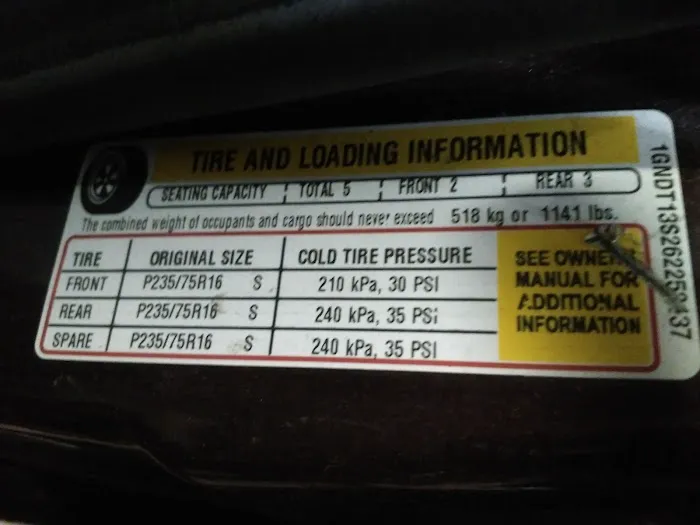 TIRE AND LOADING INFORMATION
SEATING CAPACITY TOTAL 5 FRONT 2 REAR 3
The combined weight of occupants and cargo should never exceed 518 kg or 1141 lbs.
TIRE ORIGINAL SIZE COLD TIRE PRESSURE
FRONT P235/75R16 S 210 kPa, 30 PSI
REAR P235/75R16 S 240 kPa, 35 PSI
SPARE P235/75R16 S 240 kPa, 35 PSI
SEE OWNER'S
MANUAL FOR
ADDITIONAL
INFORMATION